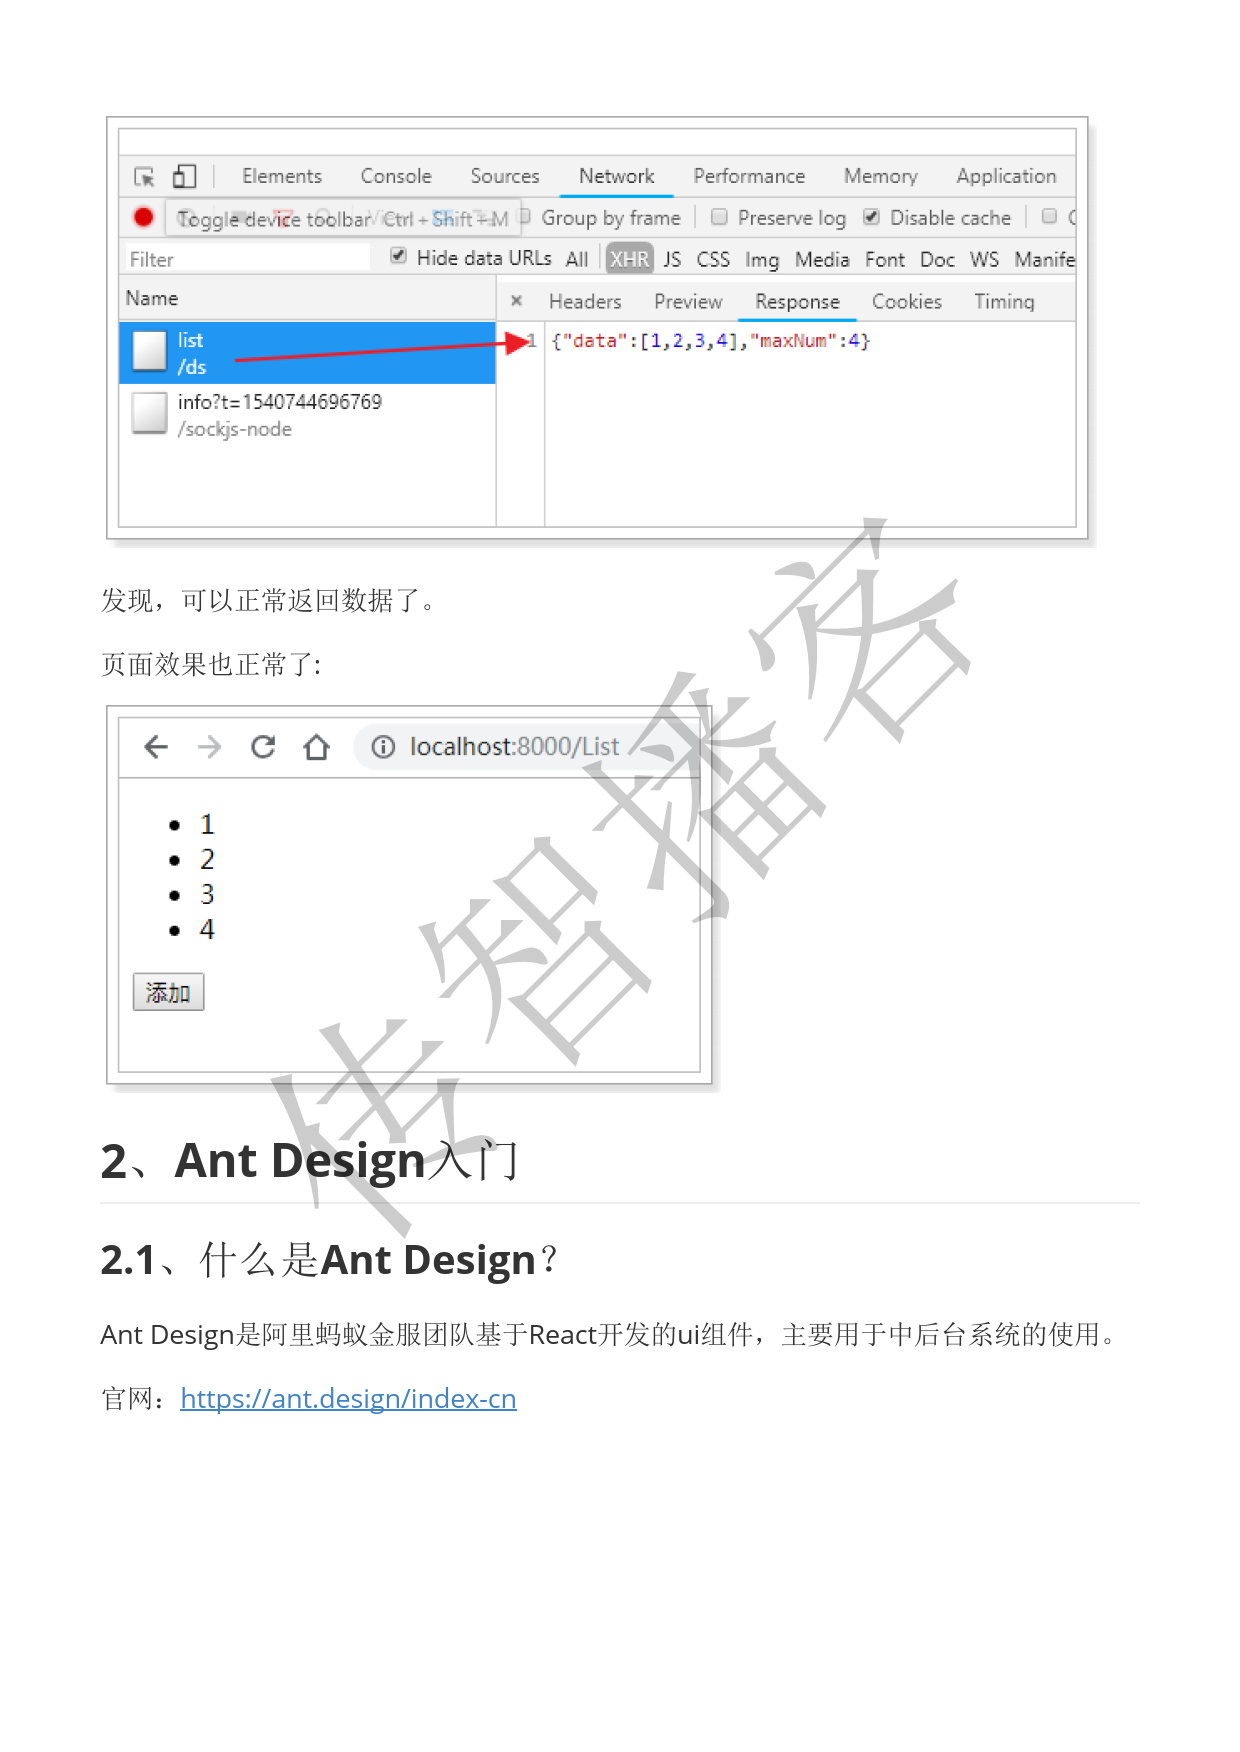 Elements Console Sources Network Performance Memory Application
Toggle device toolbar Ctrl + Shift + M Group by frame Preserve log Disable cache
Filter Hide data URLs All XHR JS CSS Img Media Font Doc WS Manife
Name
× Headers Preview Response Cookies Timing
list
/ds
1 {"data":[1,2,3,4],"maxNum":4}
info?t=1540744696769
/sockjs-node
发现，可以正常返回数据了。
页面效果也正常了:
localhost:8000/List
1
2
3
4
添加
传智播客
2、Ant Design入门
2.1、什么是Ant Design？
Ant Design是阿里蚂蚁金服团队基于React开发的ui组件，主要用于中后台系统的使用。
官网：https://ant.design/index-cn